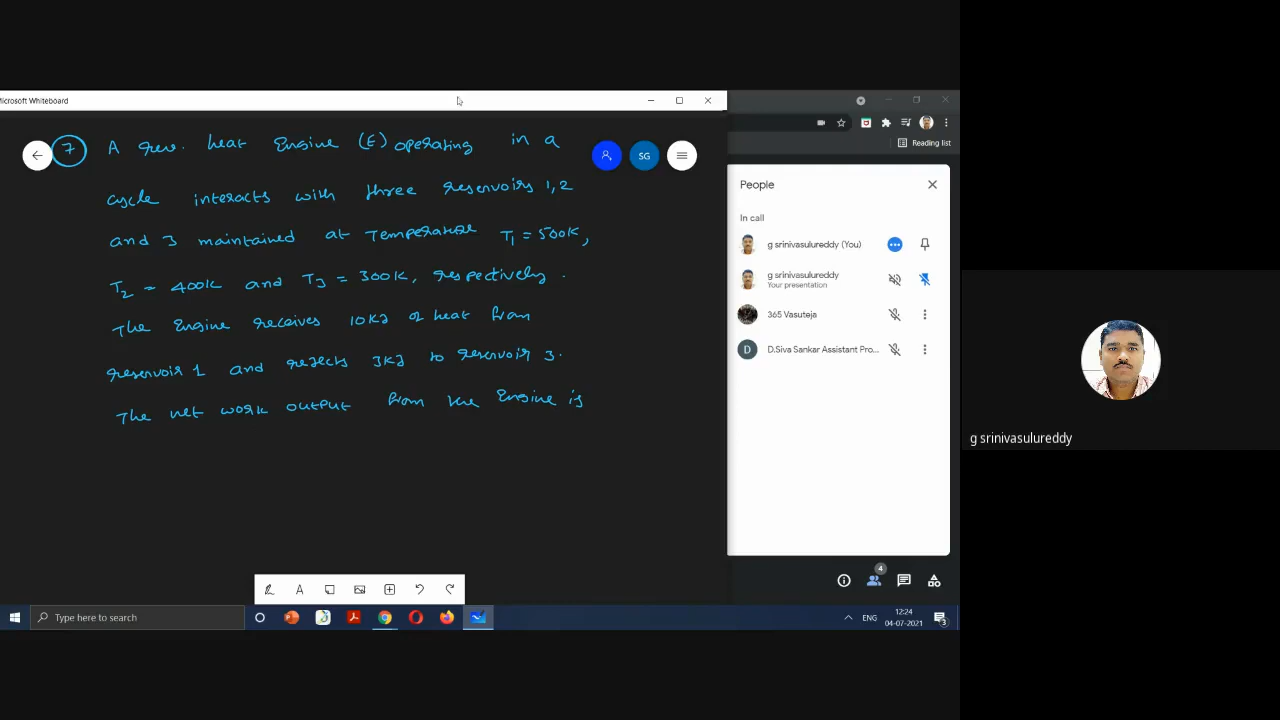 Microsoft Whiteboard
7 A rev. heat Engine (E) operating in a
cycle interacts with three reservoirs 1, 2
and 3 maintained at Temperature T1 = 500K,
T2 = 400K and T3 = 300K, respectively.
The Engine receives 10KJ of heat from
reservoir 1 and rejects 3KJ to reservoir 3.
The net work output from the Engine is
SG
Reading list
People
In call
g srinivasulureddy (You)
g srinivasulureddy
Your presentation
365 Vasuteja
D D.Siva Sankar Assistant Pro...
4
A
Type here to search
ENG
12:24
04-07-2021
3
g srinivasulureddy